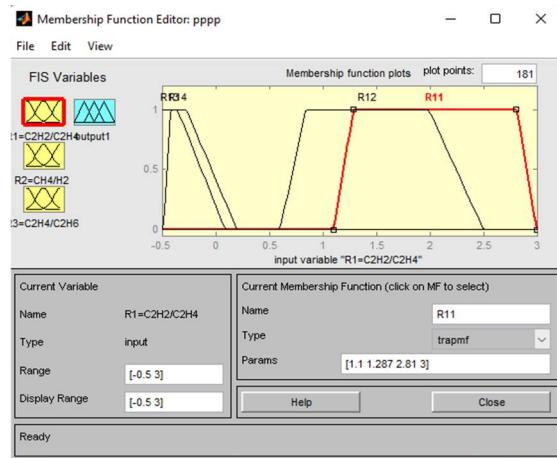 Membership Function Editor: pppp
File Edit View
FIS Variables
Membership function plots
plot points:
181
R1=C2H2/C2H4
output1
R2=CH4/H2
R3=C2H4/C2H6
R14
R12
R11
1
0.5
0
-0.5 0 0.5 1 1.5 2 2.5 3
input variable "R1=C2H2/C2H4"
Current Variable
Name R1=C2H2/C2H4
Type input
Range [-0.5 3]
Display Range [-0.5 3]
Current Membership Function (click on MF to select)
Name R11
Type trapmf
Params [1.1 1.287 2.81 3]
Help Close
Ready